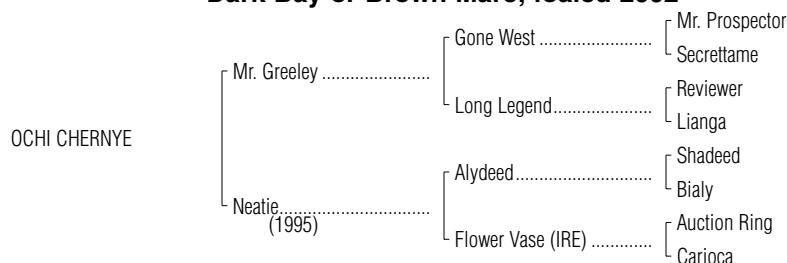 Dark Bay or Brown Mare; foaled 2002
Mr. Prospector
Gone West ....................
Secrettame
Mr. Greeley ......................
Reviewer
Long Legend..................
Lianga
OCHI CHERNYE
Shadeed
Alydeed...........................
Bialy
Neatie...............................
(1995)
Auction Ring
Flower Vase (IRE) ............
Carioca